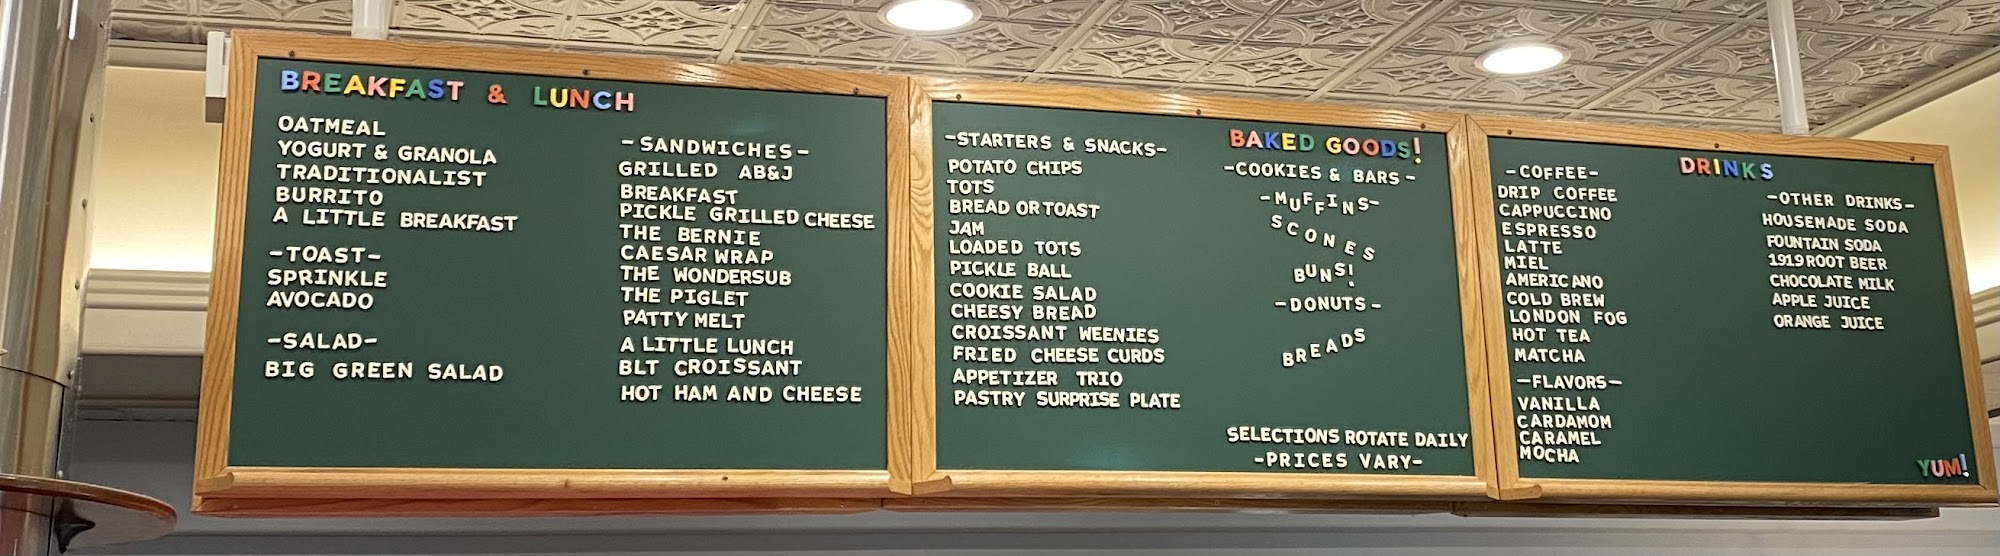 BREAKFAST & LUNCH
OATMEAL
YOGURT & GRANOLA
TRADITIONALIST
BURRITO
A LITTLE BREAKFAST
-TOAST-
SPRINKLE
AVOCADO
-SALAD-
BIG GREEN SALAD
-SANDWICHES-
GRILLED AB&J
BREAKFAST
PICKLE GRILLED CHEESE
THE BERNIE
CAESAR WRAP
THE WONDERSUB
THE PIGLET
PATTY MELT
A LITTLE LUNCH
BLT CROISSANT
HOT HAM AND CHEESE
-STARTERS & SNACKS-
POTATO CHIPS
TOTS
BREAD OR TOAST
JAM
LOADED TOTS
PICKLE BALL
COOKIE SALAD
CHEESY BREAD
CROISSANT WEENIES
FRIED CHEESE CURDS
APPETIZER TRIO
PASTRY SURPRISE PLATE
BAKED GOODS!
-COOKIES & BARS-
-MUFFINS-
SCONES
BUNS!
-DONUTS-
BREADS
SELECTIONS ROTATE DAILY
-PRICES VARY-
DRINKS
-COFFEE-
DRIP COFFEE
CAPPUCCINO
ESPRESSO
LATTE
MIEL
AMERICANO
COLD BREW
LONDON FOG
HOT TEA
MATCHA
-FLAVORS-
VANILLA
CARDAMOM
CARAMEL
MOCHA
-OTHER DRINKS-
HOUSEMADE SODA
FOUNTAIN SODA
1919 ROOT BEER
CHOCOLATE MILK
APPLE JUICE
ORANGE JUICE
YUM!